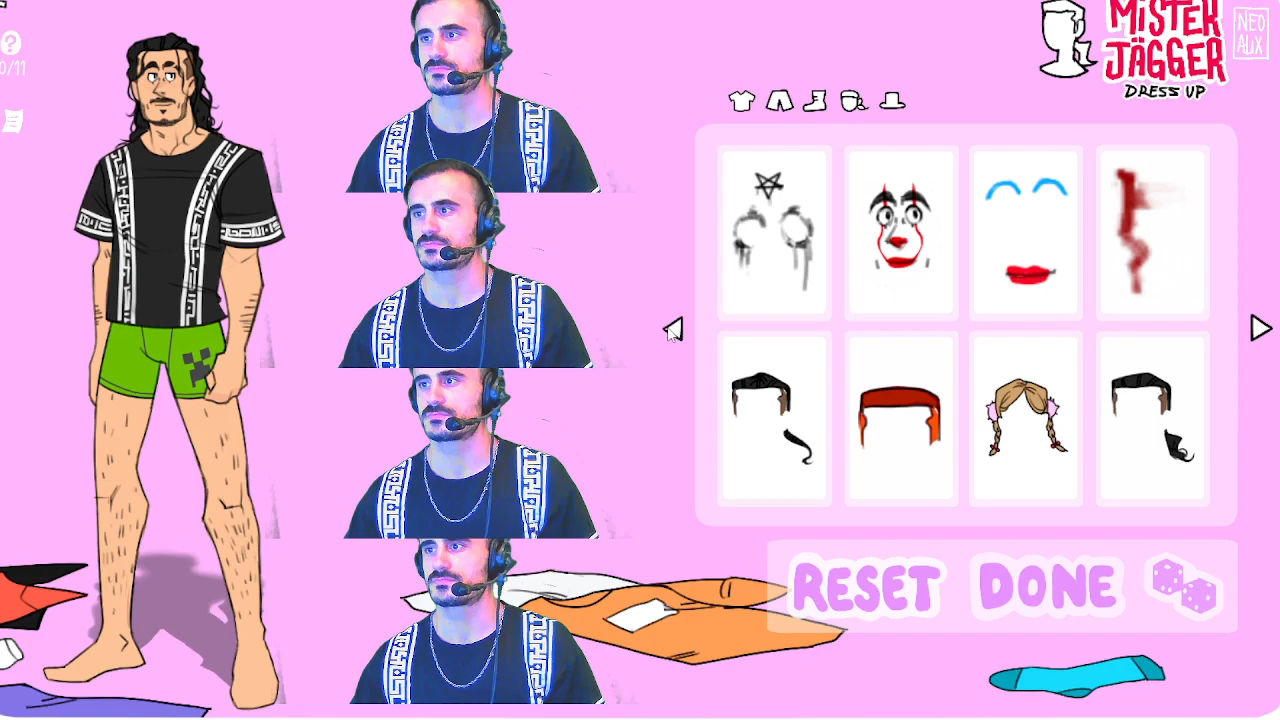 MISTER
JÄGGER
DRESS UP
NEO
ALIX
0/11
RESET DONE